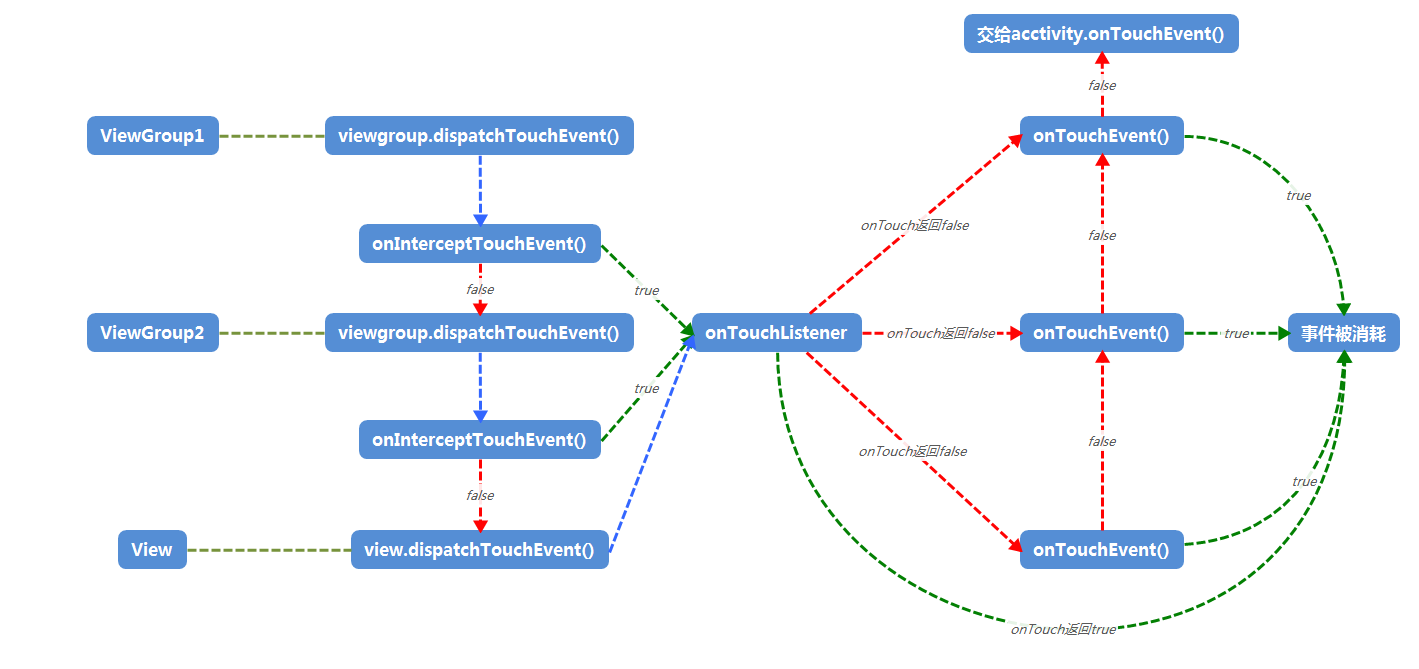 交给acctivity.onTouchEvent()
false
ViewGroup1
viewgroup.dispatchTouchEvent()
onTouchEvent()
true
onTouch返回false
false
onInterceptTouchEvent()
false
true
ViewGroup2
viewgroup.dispatchTouchEvent()
onTouchListener
onTouch返回false
onTouchEvent()
true
事件被消耗
true
onInterceptTouchEvent()
false
onTouch返回false
false
true
View
view.dispatchTouchEvent()
onTouchEvent()
onTouch返回true